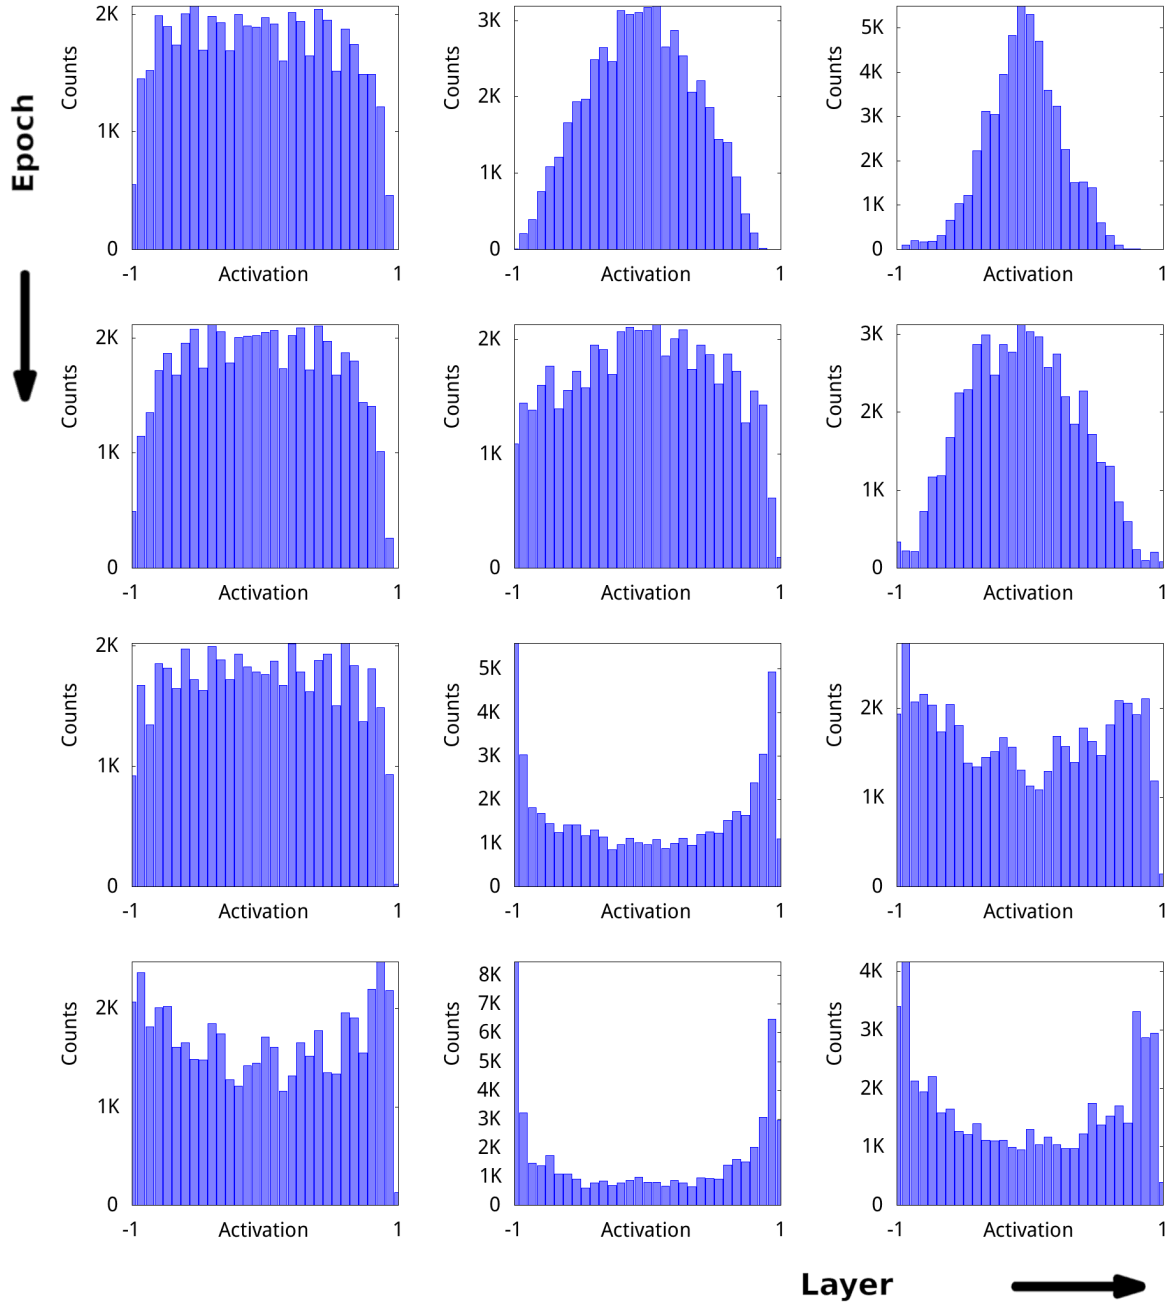 Epoch
Counts
2K
1K
0
-1 Activation 1
Counts
3K
2K
1K
0
-1 Activation 1
Counts
5K
4K
3K
2K
1K
0
-1 Activation 1
Counts
2K
1K
0
-1 Activation 1
Counts
2K
1K
0
-1 Activation 1
Counts
3K
2K
1K
0
-1 Activation 1
Counts
2K
1K
0
-1 Activation 1
Counts
5K
4K
3K
2K
1K
0
-1 Activation 1
Counts
2K
1K
0
-1 Activation 1
Counts
2K
1K
0
-1 Activation 1
Counts
8K
7K
6K
5K
4K
3K
2K
1K
0
-1 Activation 1
Counts
4K
3K
2K
1K
0
-1 Activation 1
Layer